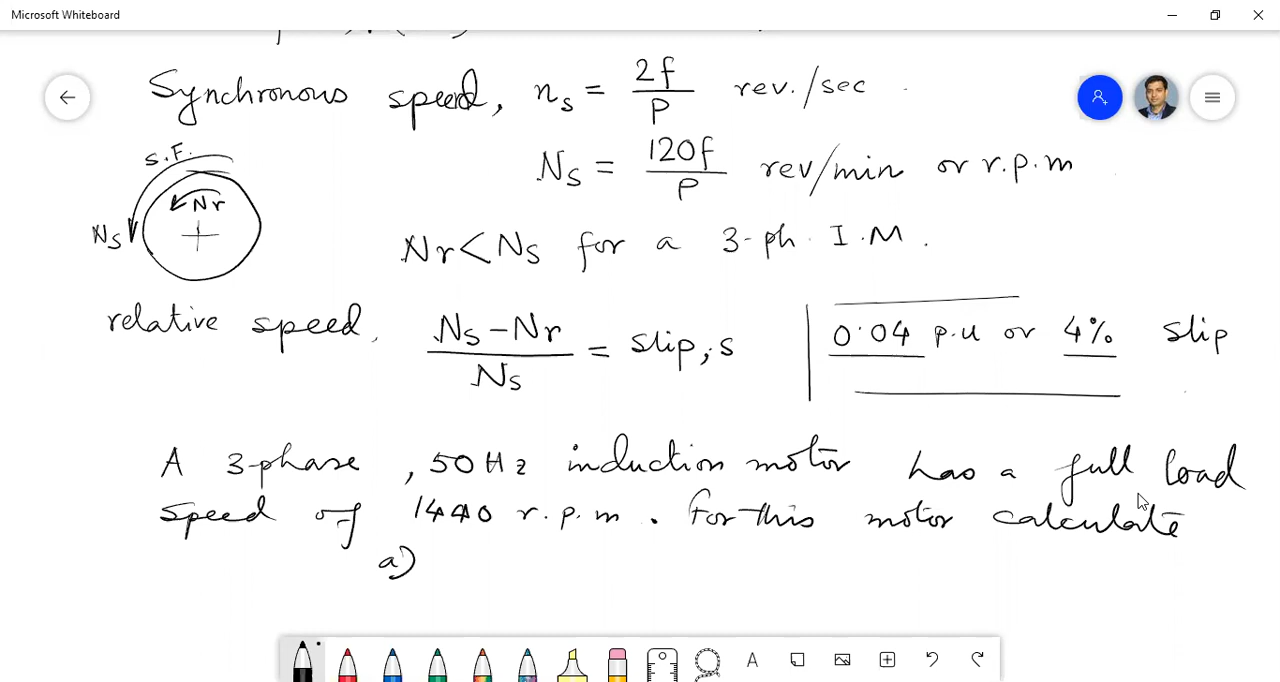 Microsoft Whiteboard
Synchronous speed, ns = 2f/P rev./sec
S.F.
Nr
Ns
Ns = 120f/P rev/min or r.p.m
Nr < Ns for a 3-ph. I.M.
relative speed, Ns - Nr / Ns = slip, s
0.04 p.u or 4% slip
A 3-phase, 50Hz induction motor has a full load
speed of 1440 r.p.m. For this motor calculate
a)
A